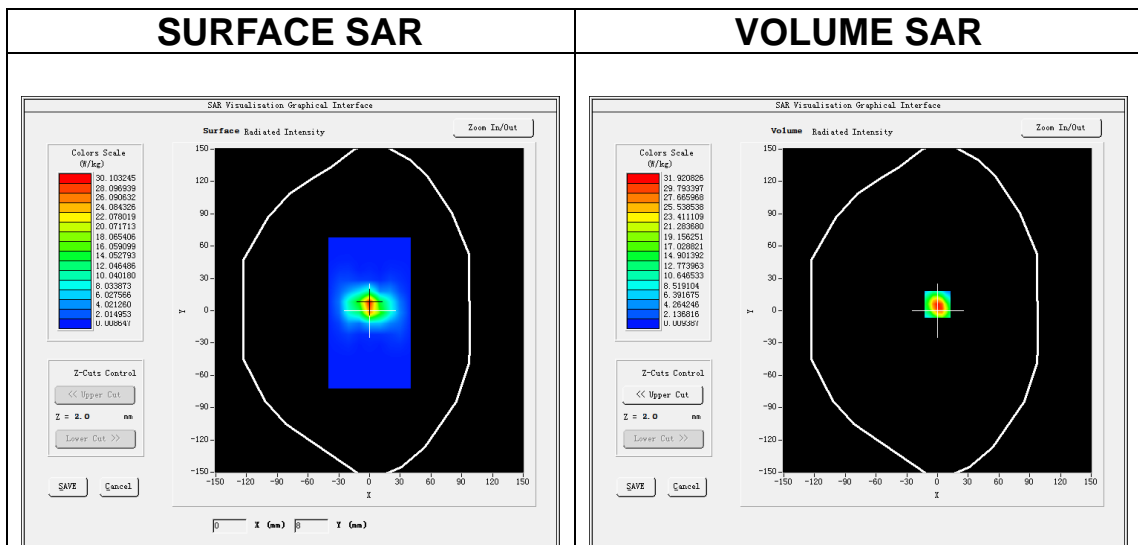 SURFACE SAR
VOLUME SAR
SAR Visualisation Graphical Interface
Surface Radiated Intensity
Zoom In/Out
Colors Scale
(W/kg)
30.103245
28.096939
26.090632
24.084326
22.078019
20.071713
18.065406
16.059099
14.052793
12.046486
10.040180
8.033873
6.027566
4.021260
2.014953
0.008647
Z-Cuts Control
<< Upper Cut
Z = 2.0 mm
Lower Cut >>
SAVE Cancel
150
120
90
60
30
0
-30
-60
-90
-120
-150
Y
-150 -120 -90 -60 -30 0 30 60 90 120 150
X
0 X (mm) 8 Y (mm)
SAR Visualisation Graphical Interface
Volume Radiated Intensity
Zoom In/Out
Colors Scale
(W/kg)
31.920826
29.793397
27.665968
25.538538
23.411109
21.283680
19.156251
17.028821
14.901392
12.773963
10.646533
8.519104
6.391675
4.264246
2.136816
0.009387
Z-Cuts Control
<< Upper Cut
Z = 2.0 mm
Lower Cut >>
SAVE Cancel
150
120
90
60
30
0
-30
-60
-90
-120
-150
Y
-150 -120 -90 -60 -30 0 30 60 90 120 150
X